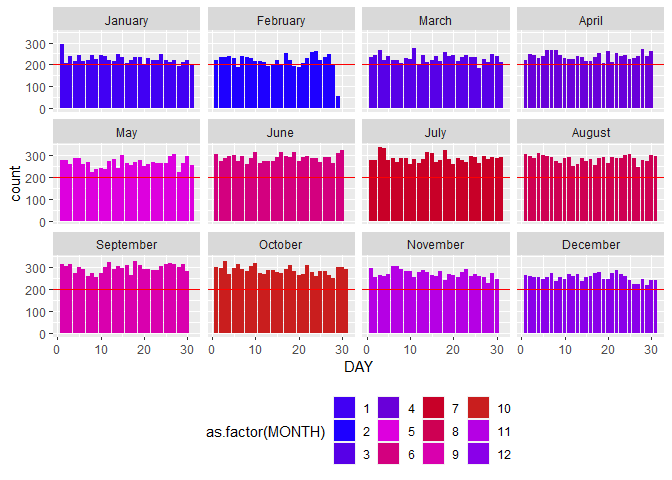 January February March April
300
200
100
0
May June July August
300
200
100
0
count
September October November December
300
200
100
0
0 10 20 30 0 10 20 30 0 10 20 30 0 10 20 30
DAY
as.factor(MONTH)
1 4 7 10
2 5 8 11
3 6 9 12